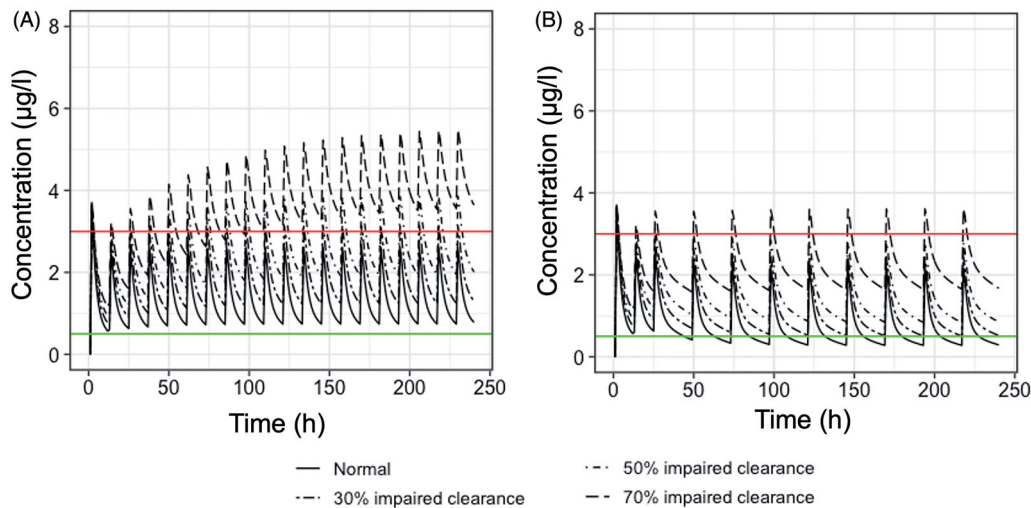 (A)
Concentration (µg/l)
8
6
4
2
0
0 50 100 150 200 250
Time (h)
(B)
Concentration (µg/l)
8
6
4
2
0
0 50 100 150 200 250
Time (h)
Normal
30% impaired clearance
50% impaired clearance
70% impaired clearance